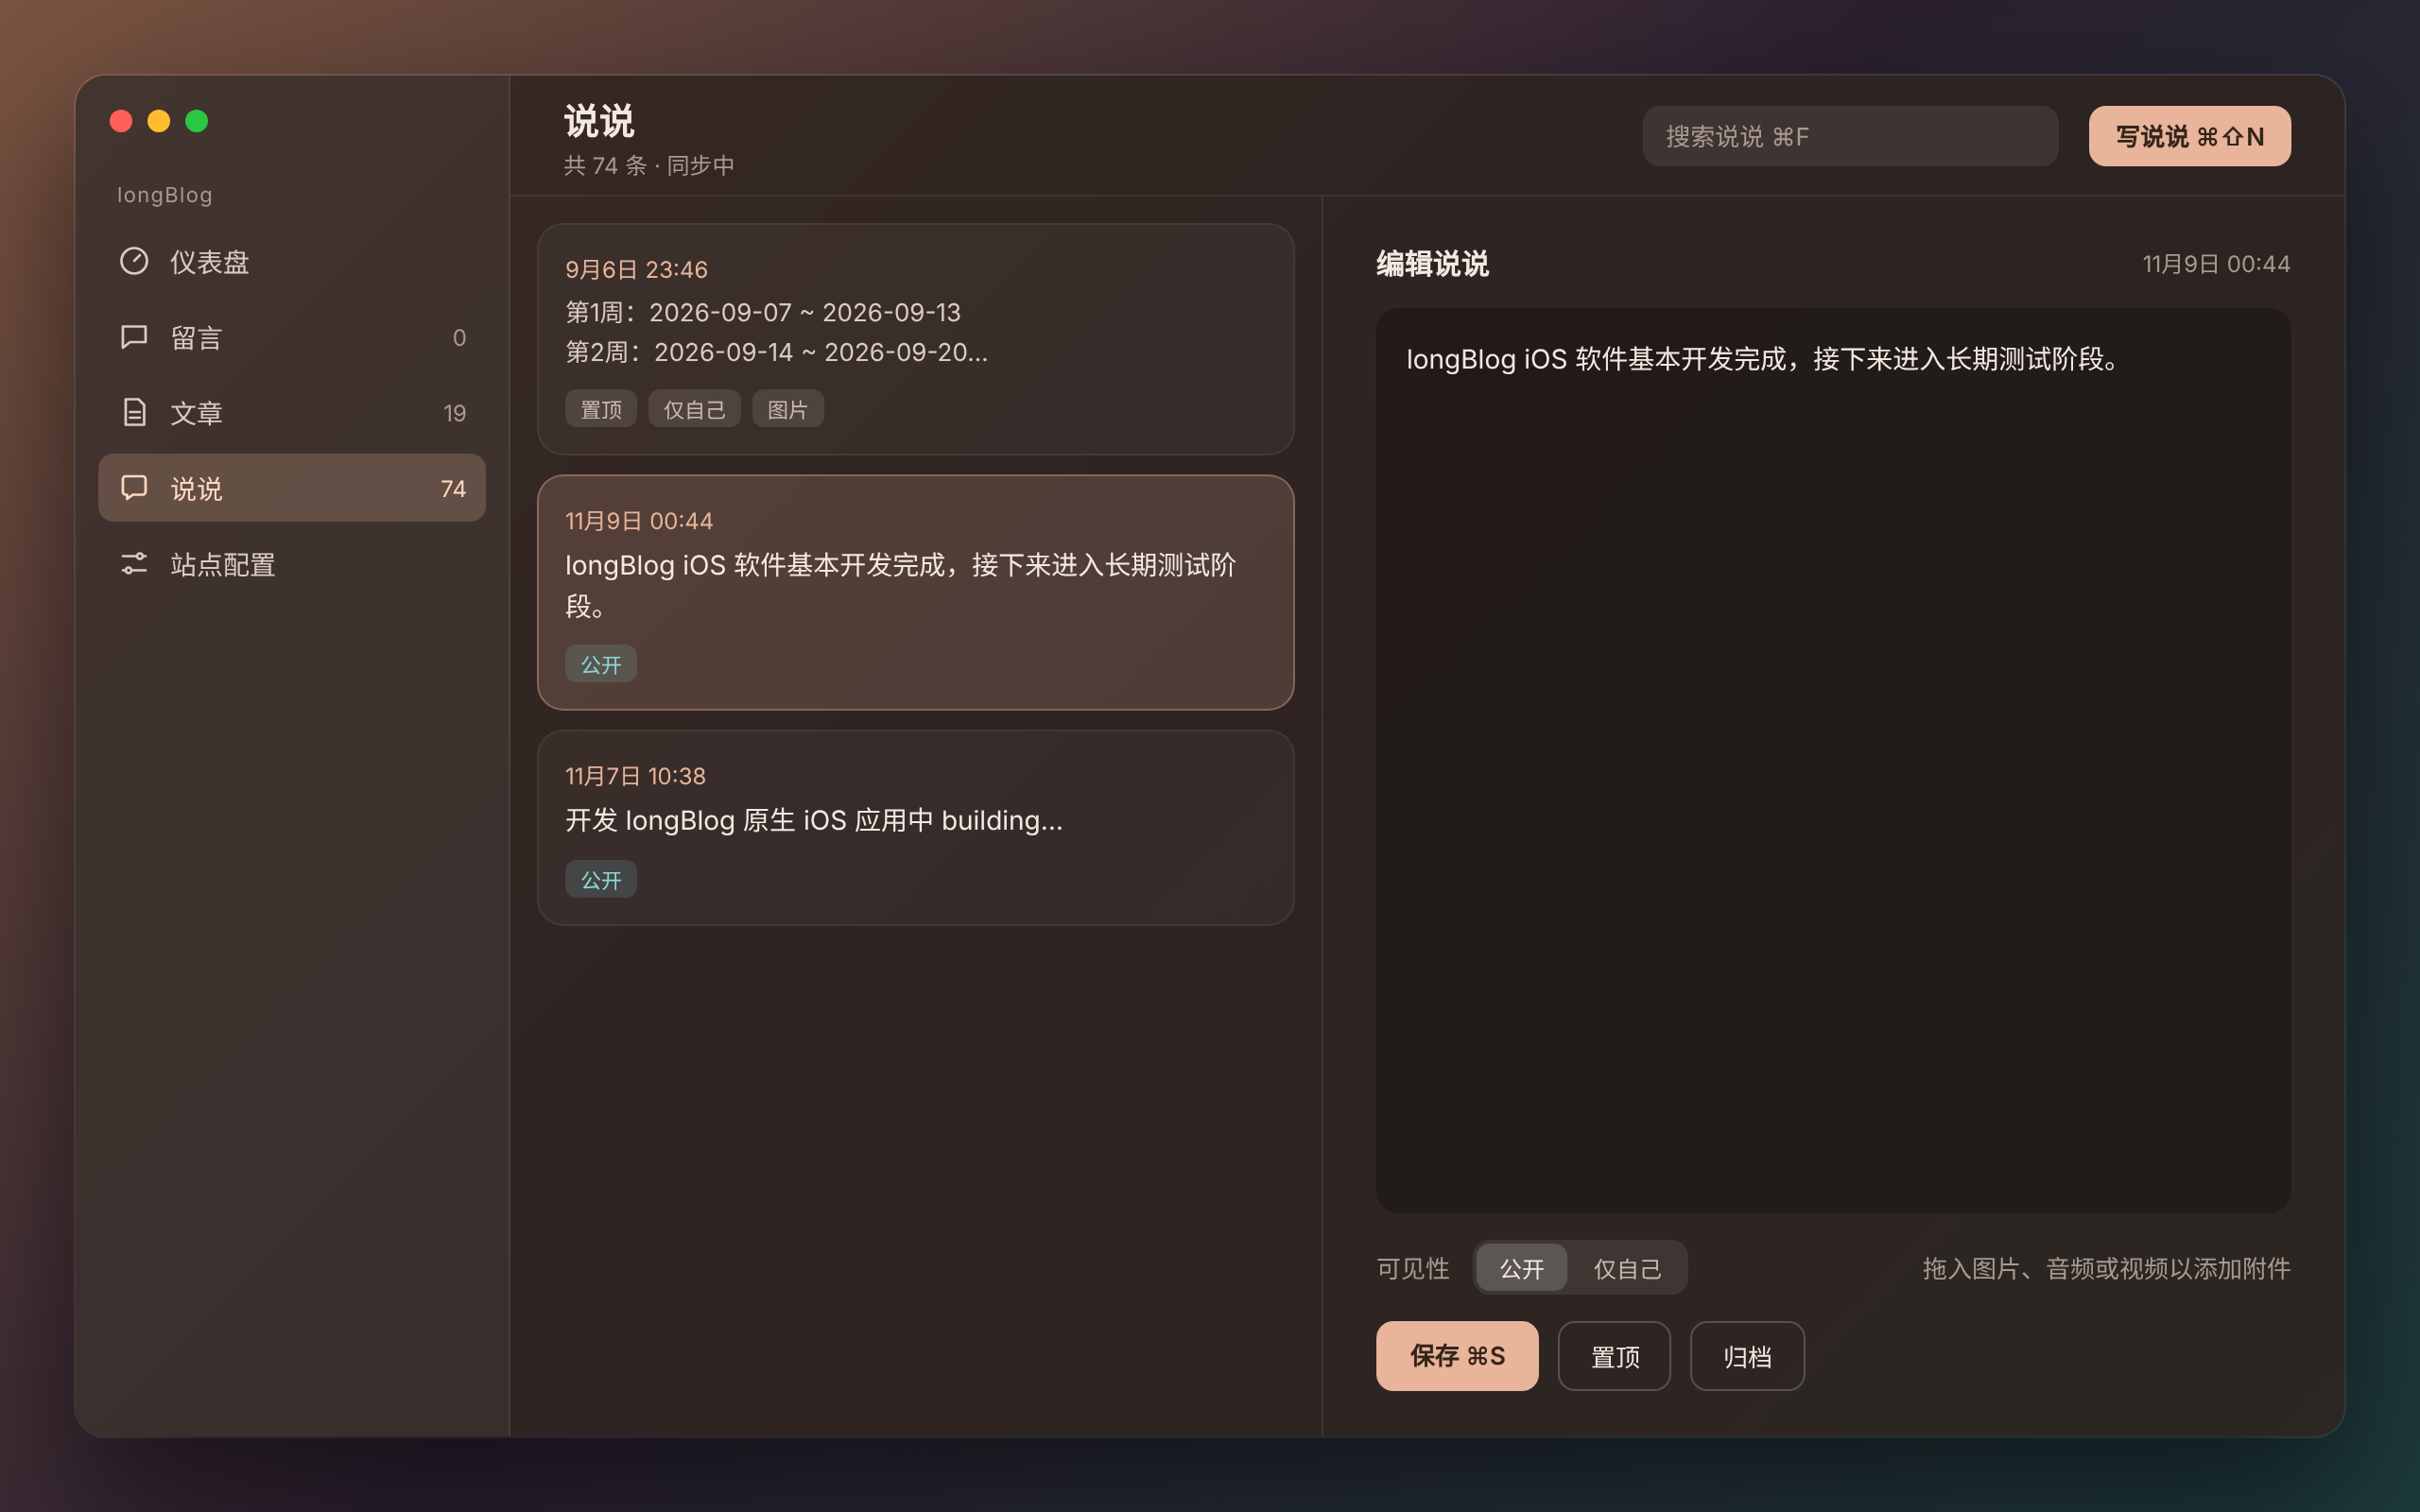 longBlog
仪表盘
留言 0
文章 19
说说 74
站点配置
说说
共 74 条 · 同步中
搜索说说 ⌘F
写说说 ⌘⇧N
9月6日 23:46
第1周：2026-09-07 ~ 2026-09-13
第2周：2026-09-14 ~ 2026-09-20...
置顶 仅自己 图片
11月9日 00:44
longBlog iOS 软件基本开发完成，接下来进入长期测试阶
段。
公开
11月7日 10:38
开发 longBlog 原生 iOS 应用中 building...
公开
编辑说说 11月9日 00:44
longBlog iOS 软件基本开发完成，接下来进入长期测试阶段。
可见性 公开 仅自己 拖入图片、音频或视频以添加附件
保存 ⌘S 置顶 归档